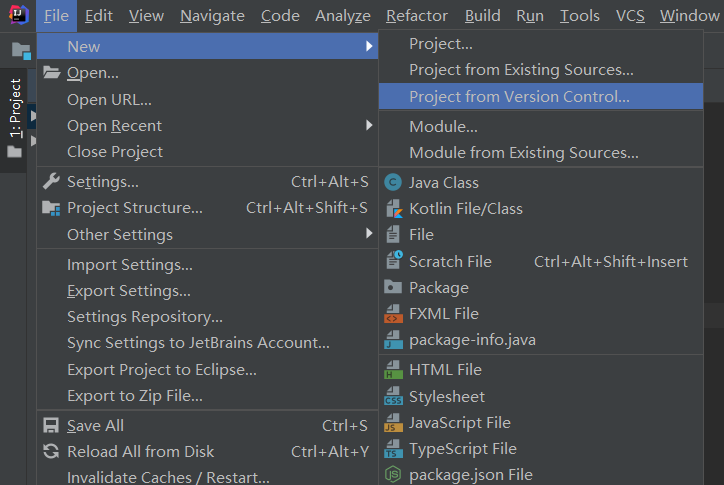 IJ File Edit View Navigate Code Analyze Refactor Build Run Tools VCS Window
1: Project
New
Open...
Open URL...
Open Recent
Close Project
Settings... Ctrl+Alt+S
Project Structure... Ctrl+Alt+Shift+S
Other Settings
Import Settings...
Export Settings...
Settings Repository...
Sync Settings to JetBrains Account...
Export Project to Eclipse...
Export to Zip File...
Save All Ctrl+S
Reload All from Disk Ctrl+Alt+Y
Invalidate Caches / Restart...
Project...
Project from Existing Sources...
Project from Version Control...
Module...
Module from Existing Sources...
C Java Class
Kotlin File/Class
File
Scratch File Ctrl+Alt+Shift+Insert
Package
FXML File
J package-info.java
H HTML File
CSS Stylesheet
JS JavaScript File
TS TypeScript File
JS package.json File